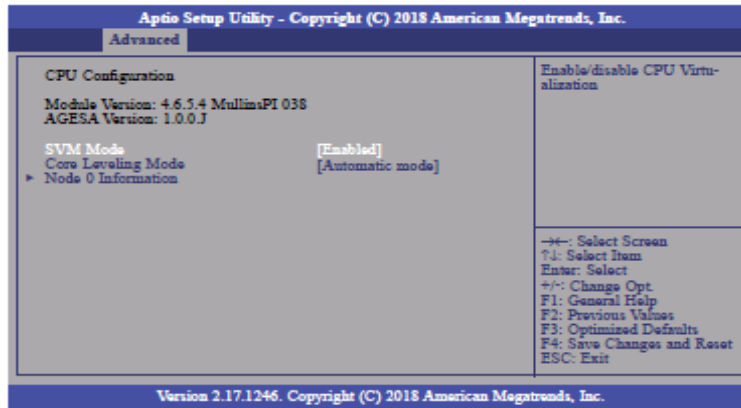 Aptio Setup Utility - Copyright (C) 2018 American Megatrends, Inc.
Advanced
CPU Configuration
Module Version: 4.6.5.4 MullinsPI 038
AGESA Version: 1.0.0.J
SVM Mode [Enabled]
Core Leveling Mode [Automatic mode]
► Node 0 Information
Enable/disable CPU Virtu-
alization
→←: Select Screen
↑↓: Select Item
Enter: Select
+/-: Change Opt.
F1: General Help
F2: Previous Values
F3: Optimized Defaults
F4: Save Changes and Reset
ESC: Exit
Version 2.17.1246. Copyright (C) 2018 American Megatrends, Inc.